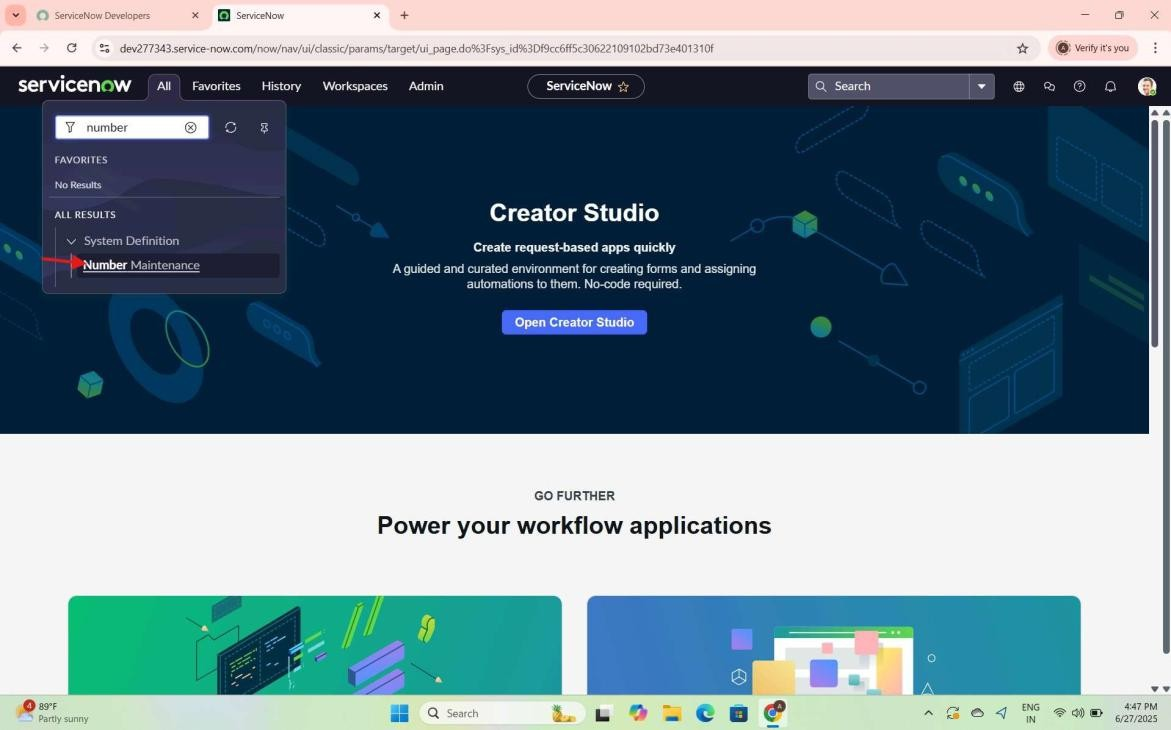 ServiceNow Developers
ServiceNow
dev277343.service-now.com/now/nav/ui/classic/params/target/ui_page.do%3Fsys_id%3Df9cc6ff5c30622109102bd73e401310f
Verify it's you
servicenow
All
Favorites
History
Workspaces
Admin
ServiceNow
Search
number
FAVORITES
No Results
ALL RESULTS
System Definition
Number Maintenance
Creator Studio
Create request-based apps quickly
A guided and curated environment for creating forms and assigning
automations to them. No-code required.
Open Creator Studio
GO FURTHER
Power your workflow applications
4
89°F
Partly sunny
Search
A
ENG
IN
4:47 PM
6/27/2025